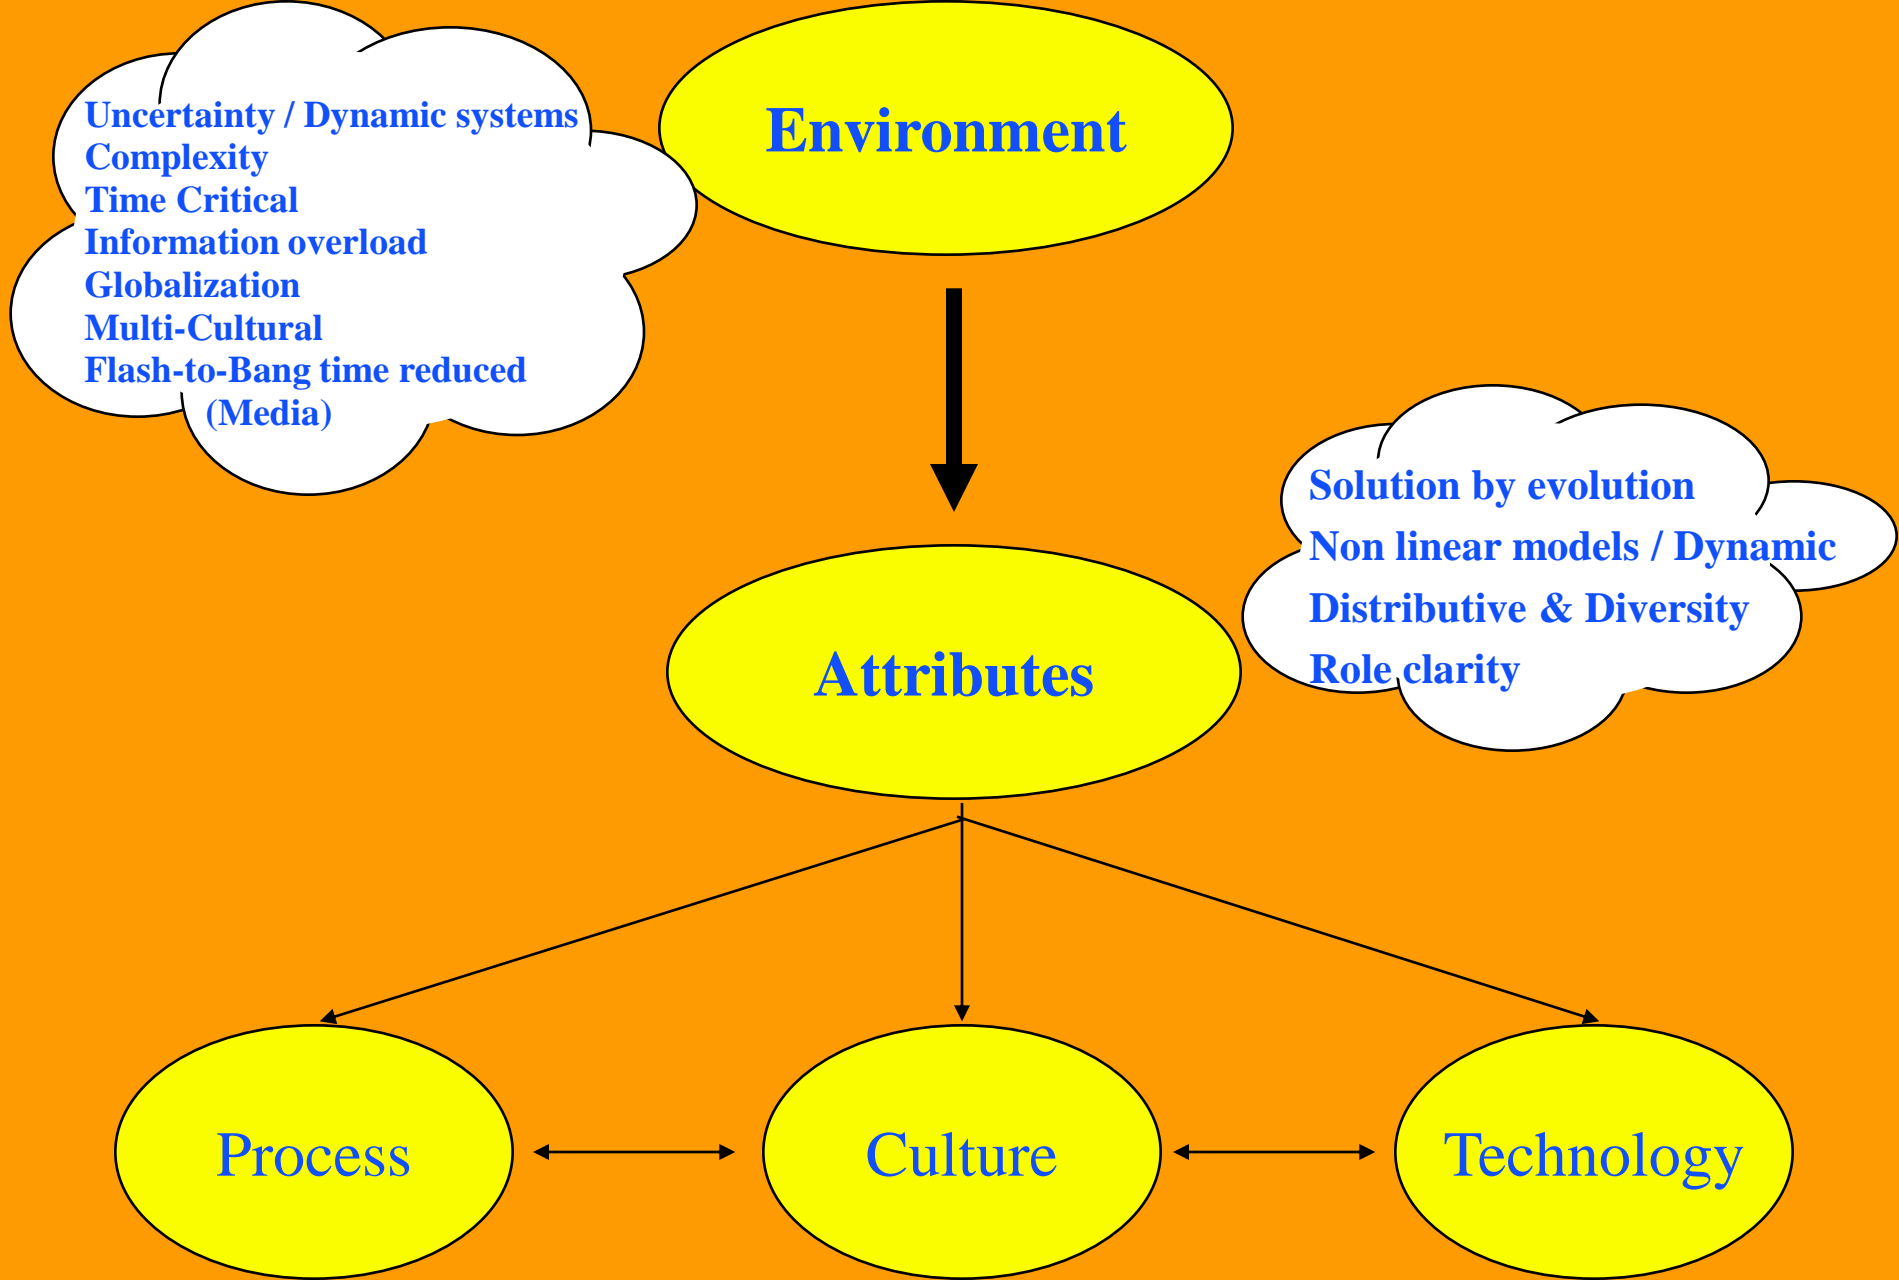 Uncertainty / Dynamic systems
Complexity
Time Critical
Information overload
Globalization
Multi-Cultural
Flash-to-Bang time reduced
(Media)
Environment
Solution by evolution
Non linear models / Dynamic
Distributive & Diversity
Role clarity
Attributes
Process
Culture
Technology